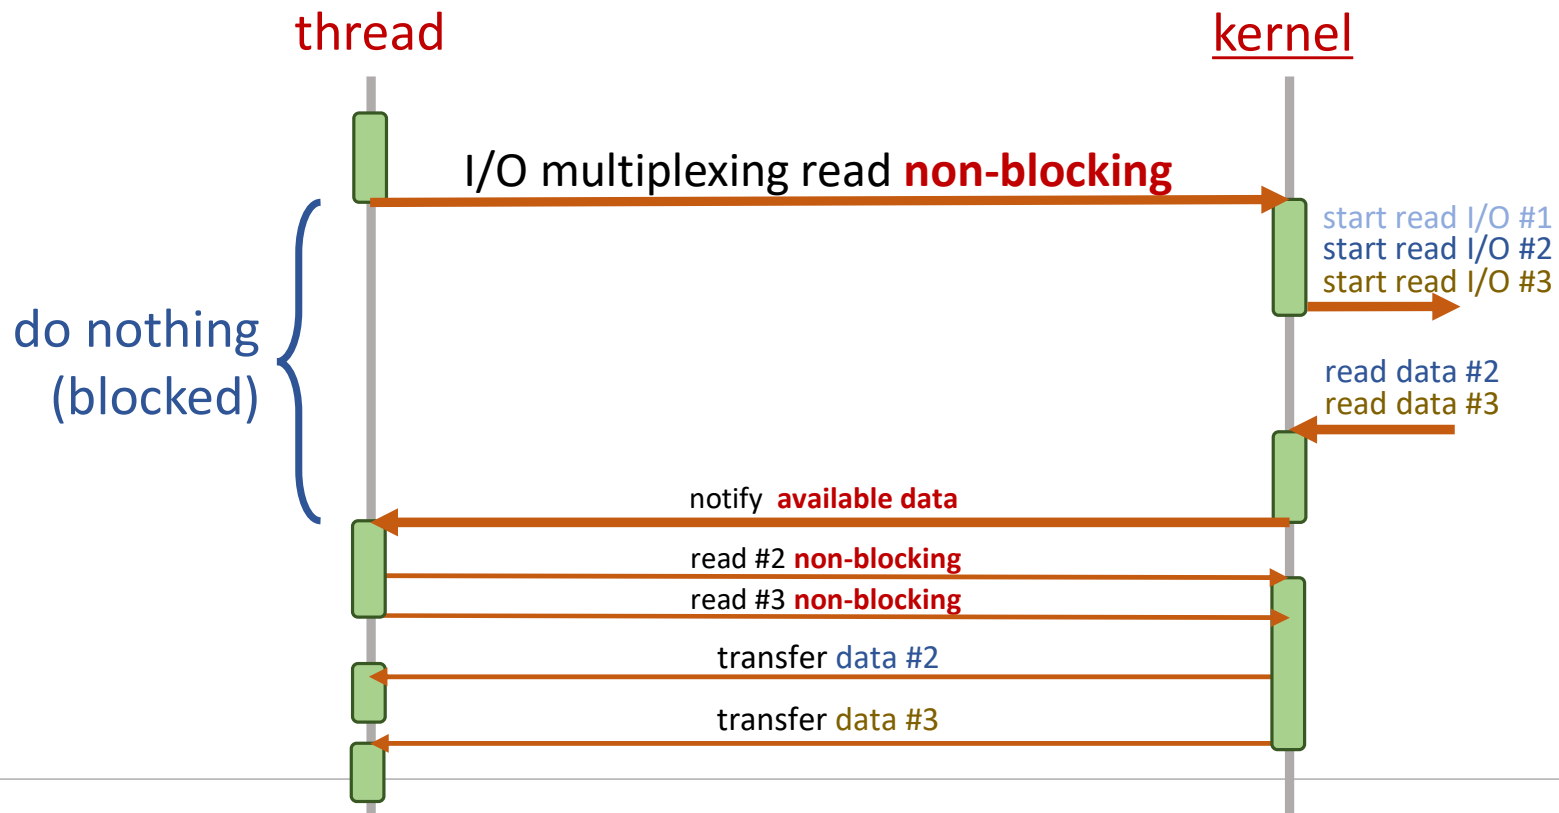 thread
kernel
I/O multiplexing read non-blocking
start read I/O #1
start read I/O #2
start read I/O #3
do nothing
(blocked)
read data #2
read data #3
notify available data
read #2 non-blocking
read #3 non-blocking
transfer data #2
transfer data #3